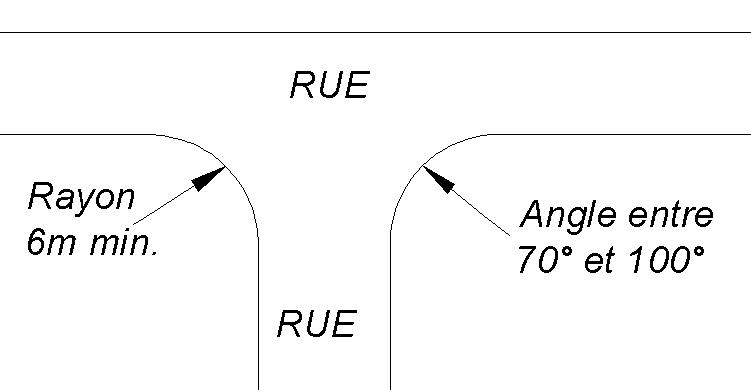 RUE
Rayon
6m min.
Angle entre
70° et 100°
RUE